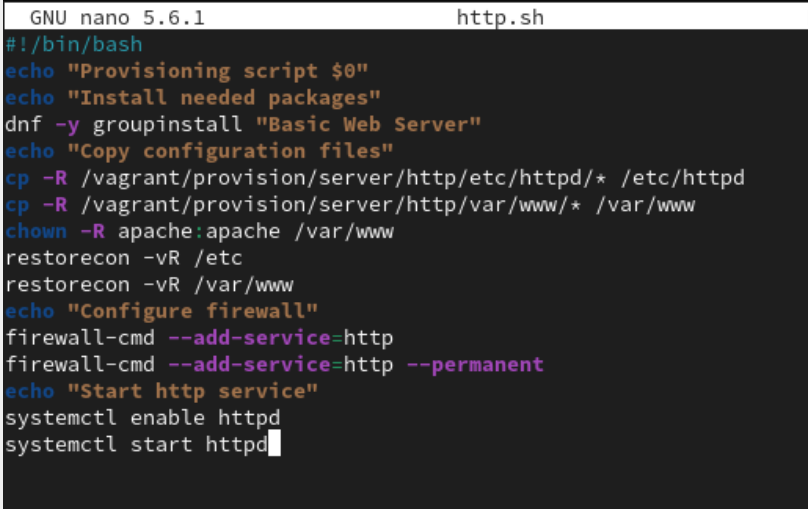 GNU nano 5.6.1 http.sh
#!/bin/bash
echo "Provisioning script $0"
echo "Install needed packages"
dnf -y groupinstall "Basic Web Server"
echo "Copy configuration files"
cp -R /vagrant/provision/server/http/etc/httpd/* /etc/httpd
cp -R /vagrant/provision/server/http/var/www/* /var/www
chown -R apache:apache /var/www
restorecon -vR /etc
restorecon -vR /var/www
echo "Configure firewall"
firewall-cmd --add-service=http
firewall-cmd --add-service=http --permanent
echo "Start http service"
systemctl enable httpd
systemctl start httpd